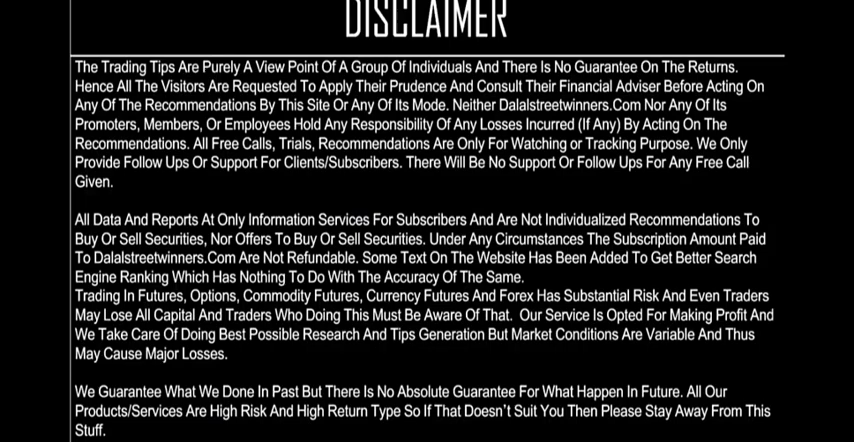 DISCLAIMER
The Trading Tips Are Purely A View Point Of A Group Of Individuals And There Is No Guarantee On The Returns.
Hence All The Visitors Are Requested To Apply Their Prudence And Consult Their Financial Adviser Before Acting On
Any Of The Recommendations By This Site Or Any Of Its Mode. Neither Dalalstreetwinners.Com Nor Any Of Its
Promoters, Members, Or Employees Hold Any Responsibility Of Any Losses Incurred (If Any) By Acting On The
Recommendations. All Free Calls, Trials, Recommendations Are Only For Watching or Tracking Purpose. We Only
Provide Follow Ups Or Support For Clients/Subscribers. There Will Be No Support Or Follow Ups For Any Free Call
Given.
All Data And Reports At Only Information Services For Subscribers And Are Not Individualized Recommendations To
Buy Or Sell Securities, Nor Offers To Buy Or Sell Securities. Under Any Circumstances The Subscription Amount Paid
To Dalalstreetwinners.Com Are Not Refundable. Some Text On The Website Has Been Added To Get Better Search
Engine Ranking Which Has Nothing To Do With The Accuracy Of The Same.
Trading In Futures, Options, Commodity Futures, Currency Futures And Forex Has Substantial Risk And Even Traders
May Lose All Capital And Traders Who Doing This Must Be Aware Of That. Our Service Is Opted For Making Profit And
We Take Care Of Doing Best Possible Research And Tips Generation But Market Conditions Are Variable And Thus
May Cause Major Losses.
We Guarantee What We Done In Past But There Is No Absolute Guarantee For What Happen In Future. All Our
Products/Services Are High Risk And High Return Type So If That Doesn't Suit You Then Please Stay Away From This
Stuff.